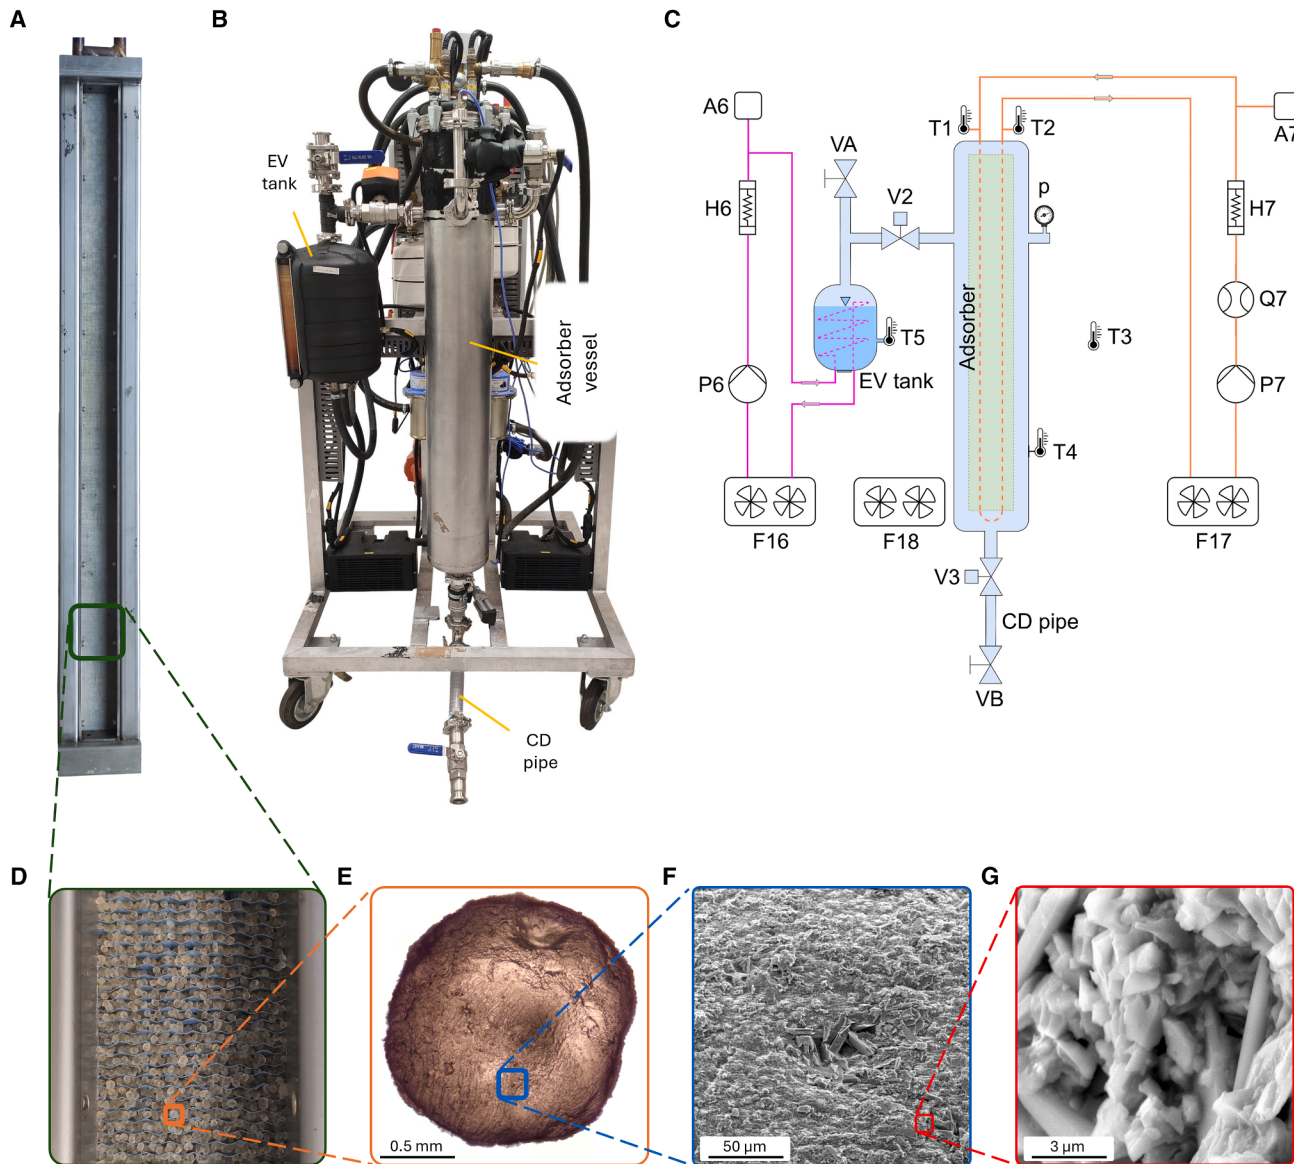 A
B
C
EV
tank
Adsorber
vessel
CD
pipe
A6
T1
T2
A7
VA
V2
p
H6
H7
Adsorber
Q7
T5
T3
EV tank
P6
P7
T4
F16
F18
F17
V3
CD pipe
VB
D
E
F
G
0.5 mm
50 µm
3 µm